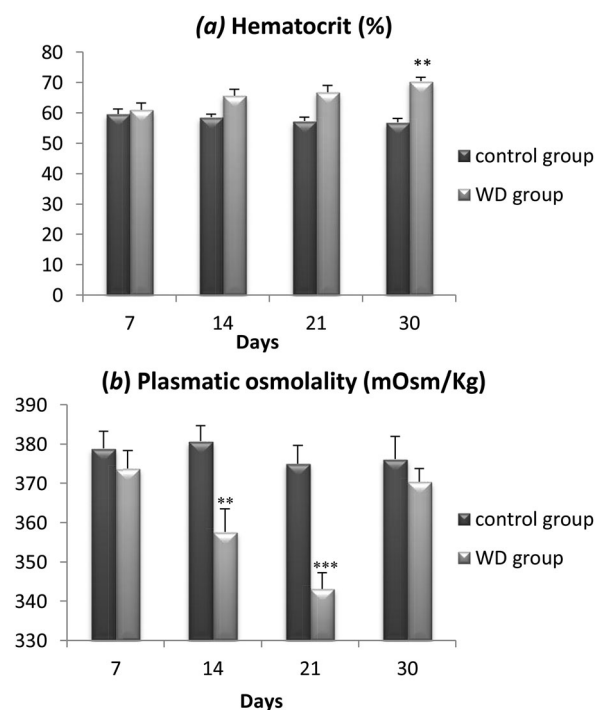 (a) Hematocrit (%)
80
70
60
50
40
30
20
10
0
**
7 14 21 30
Days
control group
WD group
(b) Plasmatic osmolality (mOsm/Kg)
390
380
370
360
350
340
330
**
***
7 14 21 30
Days
control group
WD group